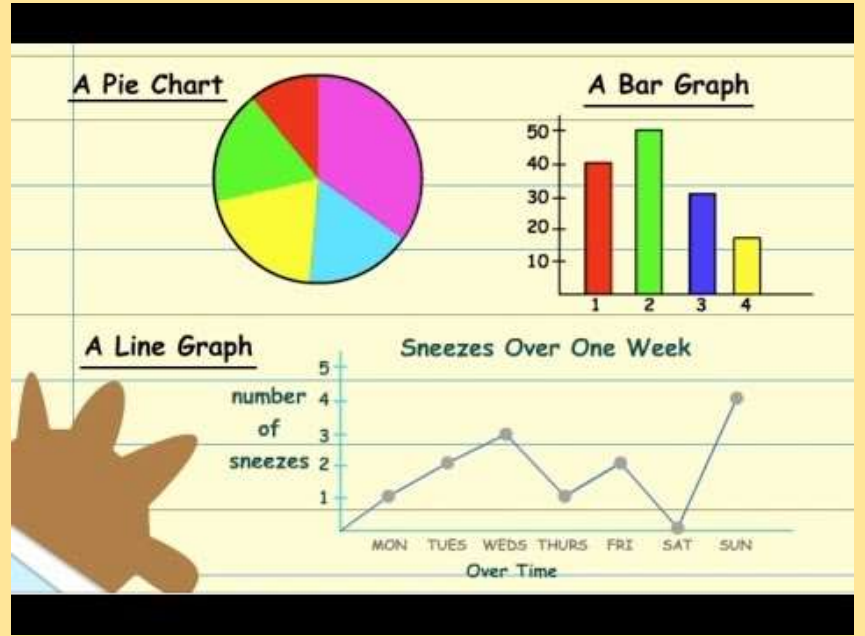 A Pie Chart
A Bar Graph
50
40
30
20
10
1 2 3 4
A Line Graph
Sneezes Over One Week
number
of
sneezes
5
4
3
2
1
MON TUES WEDS THURS FRI SAT SUN
Over Time